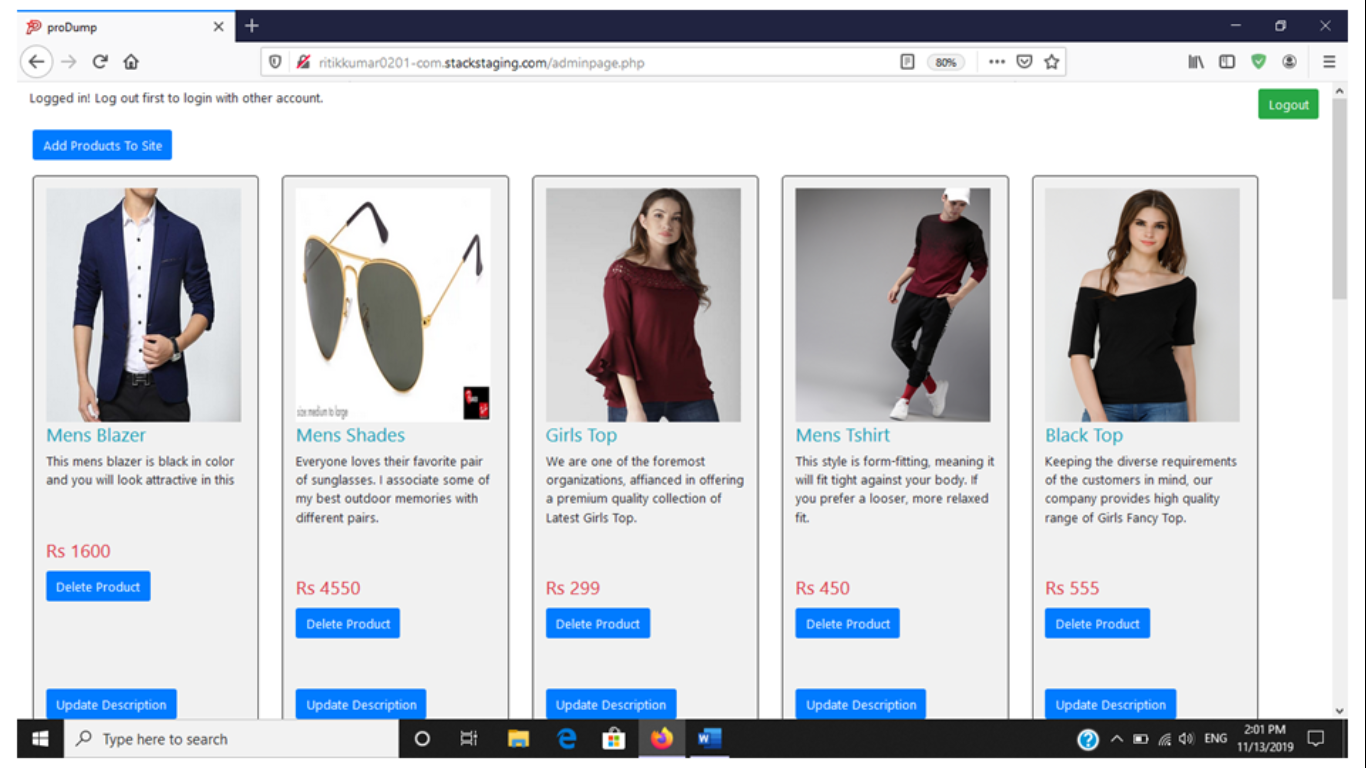 proDump
ritikkumar0201-com.stackstaging.com/adminpage.php
80%
Logged in! Log out first to login with other account.
Logout
Add Products To Site
size medium to large
Mens Blazer
This mens blazer is black in color
and you will look attractive in this
Rs 1600
Delete Product
Update Description
Mens Shades
Everyone loves their favorite pair
of sunglasses. I associate some of
my best outdoor memories with
different pairs.
Rs 4550
Delete Product
Update Description
Girls Top
We are one of the foremost
organizations, affianced in offering
a premium quality collection of
Latest Girls Top.
Rs 299
Delete Product
Update Description
Mens Tshirt
This style is form-fitting, meaning it
will fit tight against your body. If
you prefer a looser, more relaxed
fit.
Rs 450
Delete Product
Update Description
Black Top
Keeping the diverse requirements
of the customers in mind, our
company provides high quality
range of Girls Fancy Top.
Rs 555
Delete Product
Update Description
Type here to search
ENG
2:01 PM
11/13/2019